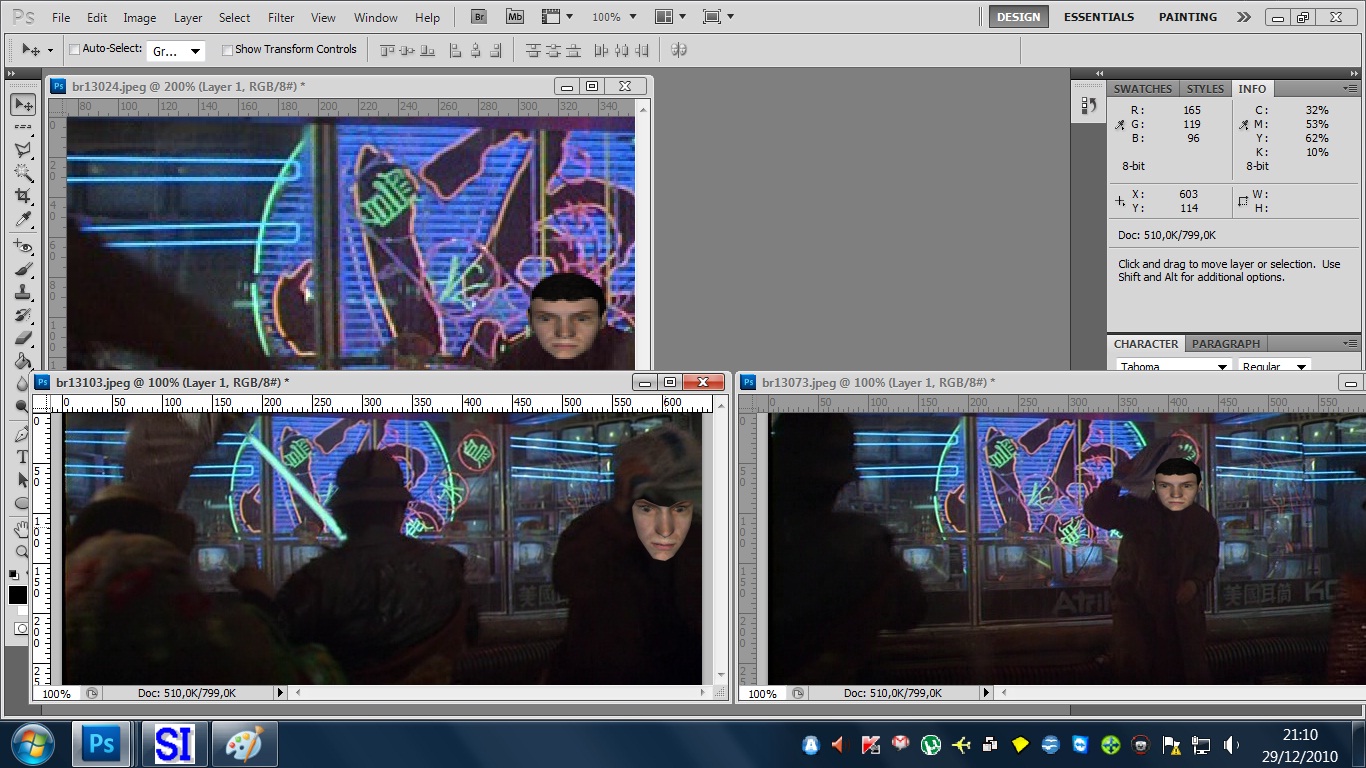 Ps File Edit Image Layer Select Filter View Window Help Br Mb 100% DESIGN ESSENTIALS PAINTING
Auto-Select: Gr... Show Transform Controls
br13024.jpeg @ 200% (Layer 1, RGB/8#) *
80 100 120 140 160 180 200 220 240 260 280 300 320 340
SWATCHES STYLES INFO
R: 165 C: 32%
G: 119 M: 53%
B: 96 Y: 62%
K: 10%
8-bit 8-bit
X: 603 W:
Y: 114 H:
Doc: 510,0K/799,0K
Click and drag to move layer or selection. Use
Shift and Alt for additional options.
CHARACTER PARAGRAPH
Tahoma Regular
br13103.jpeg @ 100% (Layer 1, RGB/8#) *
0 50 100 150 200 250 300 350 400 450 500 550 600
100% Doc: 510,0K/799,0K
br13073.jpeg @ 100% (Layer 1, RGB/8#) *
0 50 100 150 200 250 300 350 400 450 500 550
Atrik
美國耳筒
美國
100% Doc: 510,0K/799,0K
Ps SI
21:10
29/12/2010